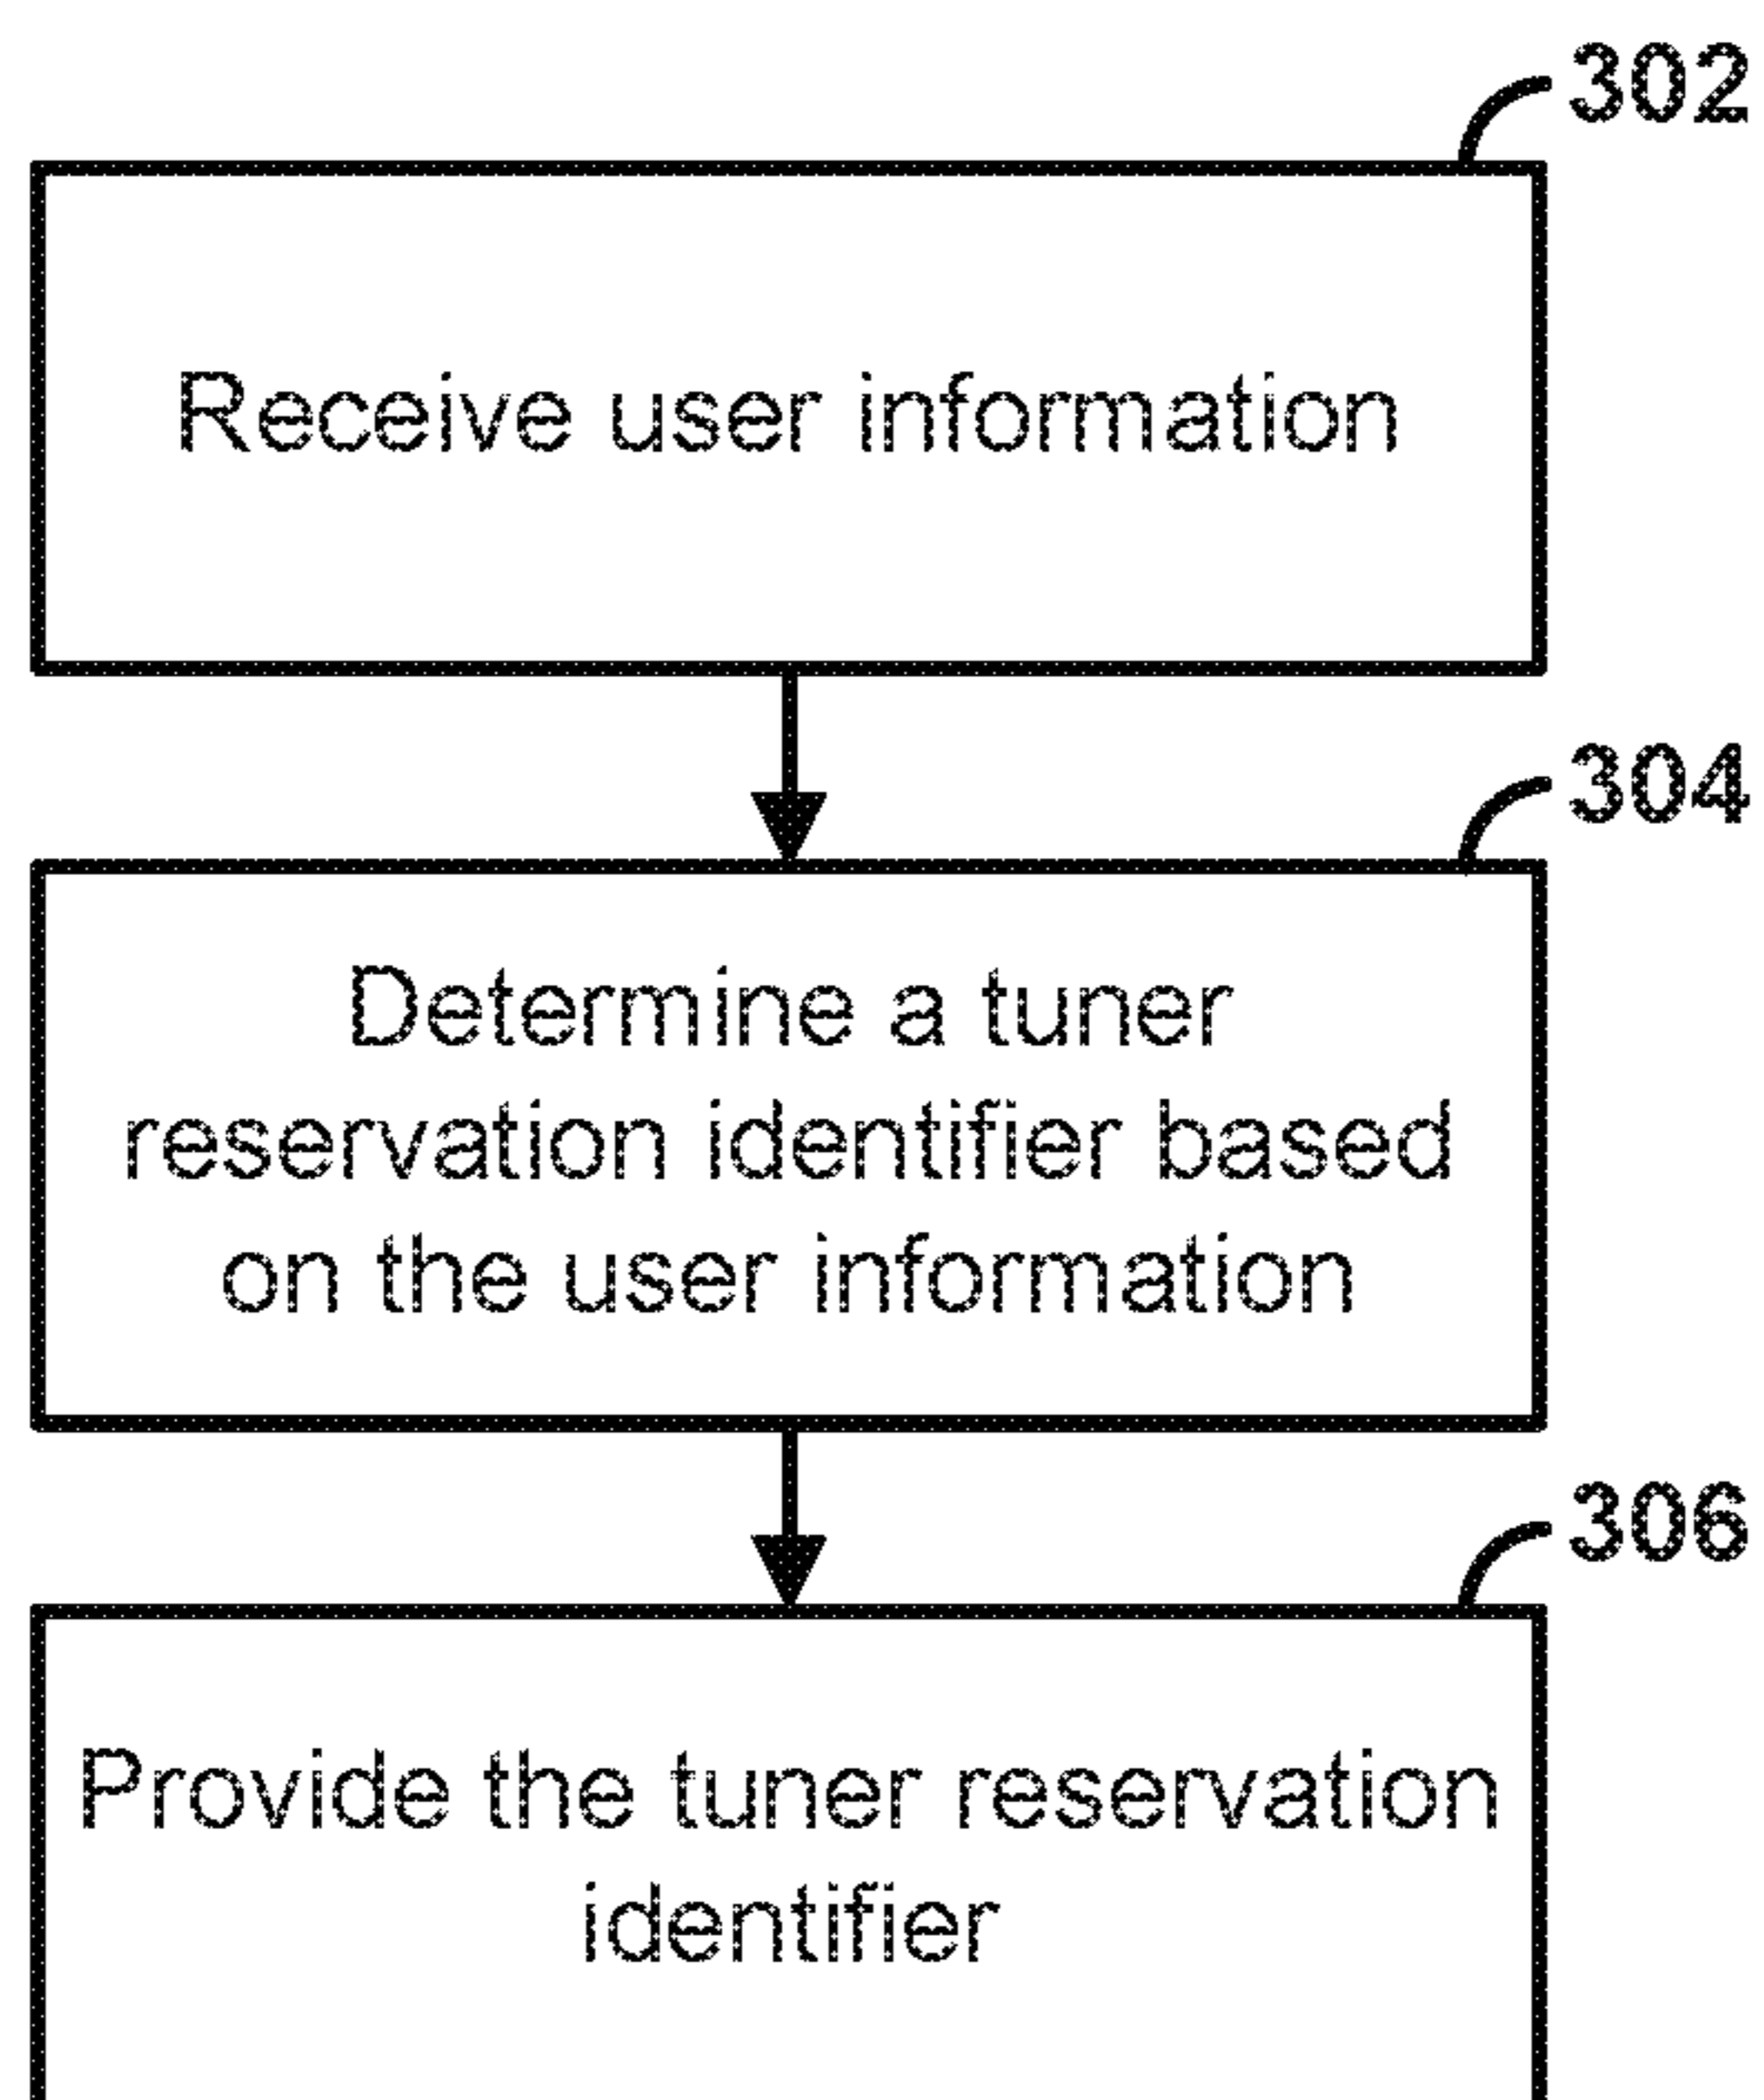 302
Receive user information
304
Determine a tuner
reservation identifier based
on the user information
306
Provide the tuner reservation
identifier